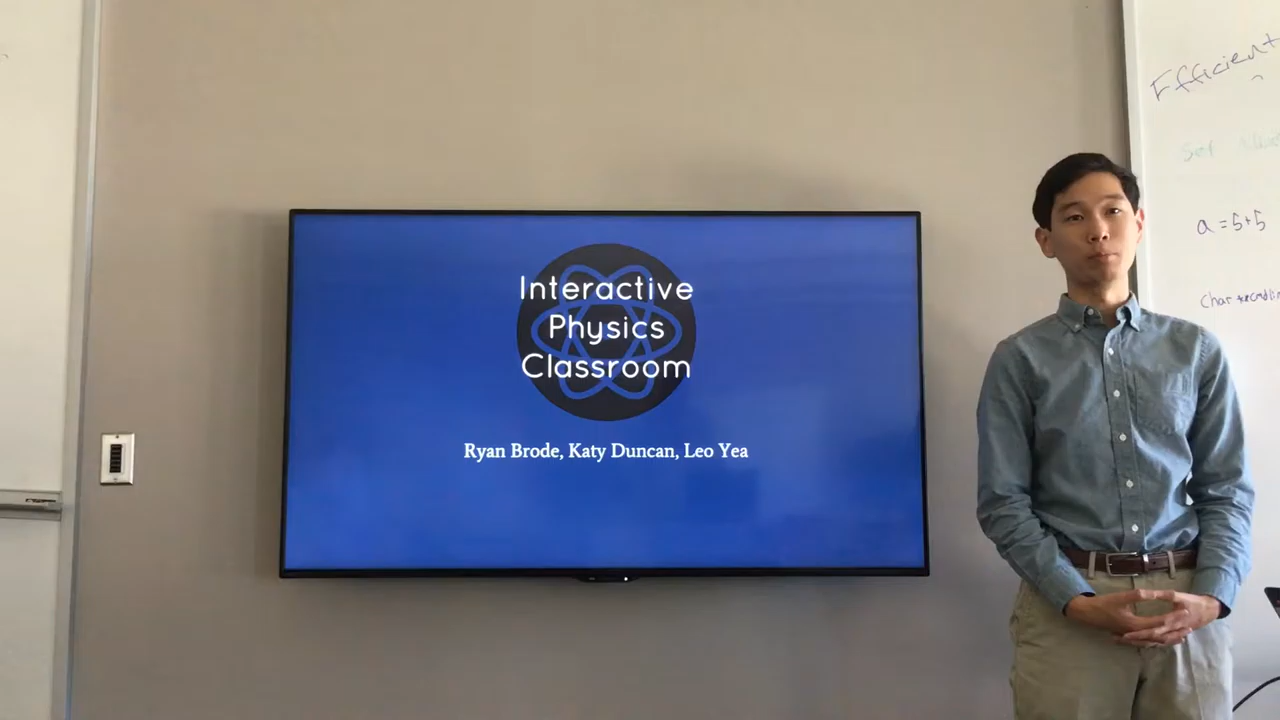 Interactive
Physics
Classroom
Ryan Brode, Katy Duncan, Leo Yea
Efficient
a = 5+5